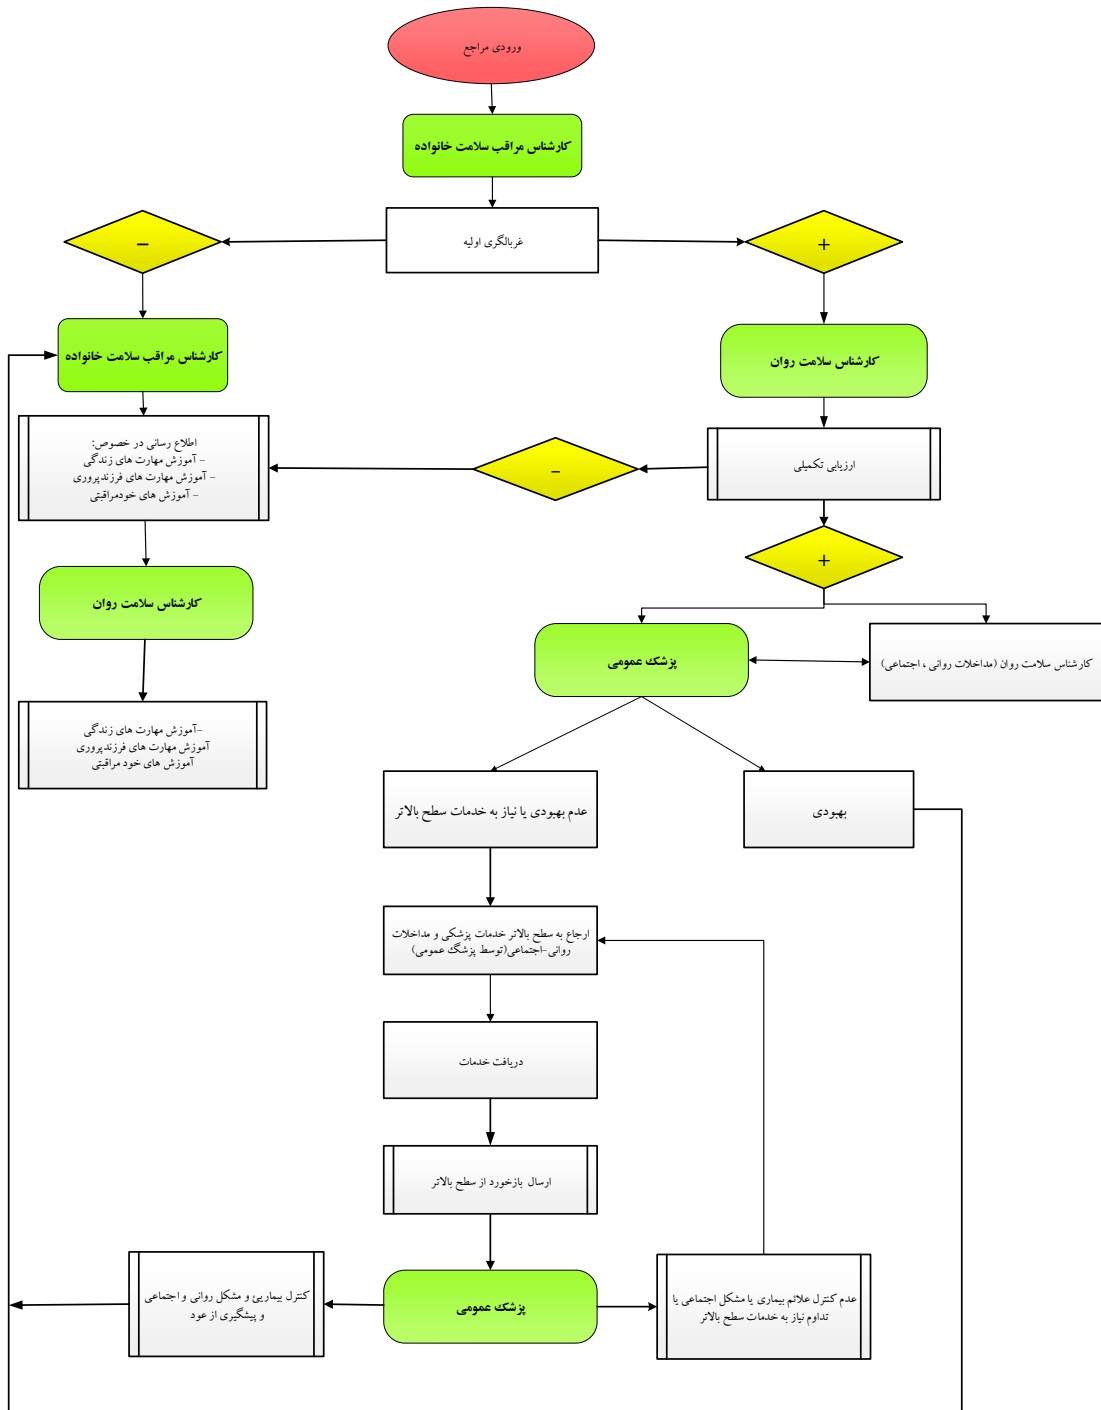 ورودی مراجع
کارشناس مراقب سلامت خانواده
غربالگری اولیه
–
+
کارشناس مراقب سلامت خانواده
کارشناس سلامت روان
اطلاع رسانی در خصوص:
– آموزش مهارت های زندگی
– آموزش مهارت های فرزندپروری
– آموزش های خودمراقبتی
–
ارزیابی تکمیلی
+
کارشناس سلامت روان
پزشک عمومی
کارشناس سلامت روان (مداخلات روانی ، اجتماعی)
–آموزش مهارت های زندگی
آموزش مهارت های فرزندپروری
آموزش های خود مراقبتی
عدم بهبودی یا نیاز به خدمات سطح بالاتر
بهبودی
ارجاع به سطح بالاتر خدمات پزشکی و مداخلات
روانی-اجتماعی(توسط پزشگ عمومی)
دریافت خدمات
ارسال بازخورد از سطح بالاتر
کنترل بیماریئ و مشکل روانی و اجتماعی
و پیشگیری از عود
پزشک عمومی
عدم کنترل علائم بیماری یا مشکل اجتماعی یا
تداوم نیاز به خدمات سطح بالاتر